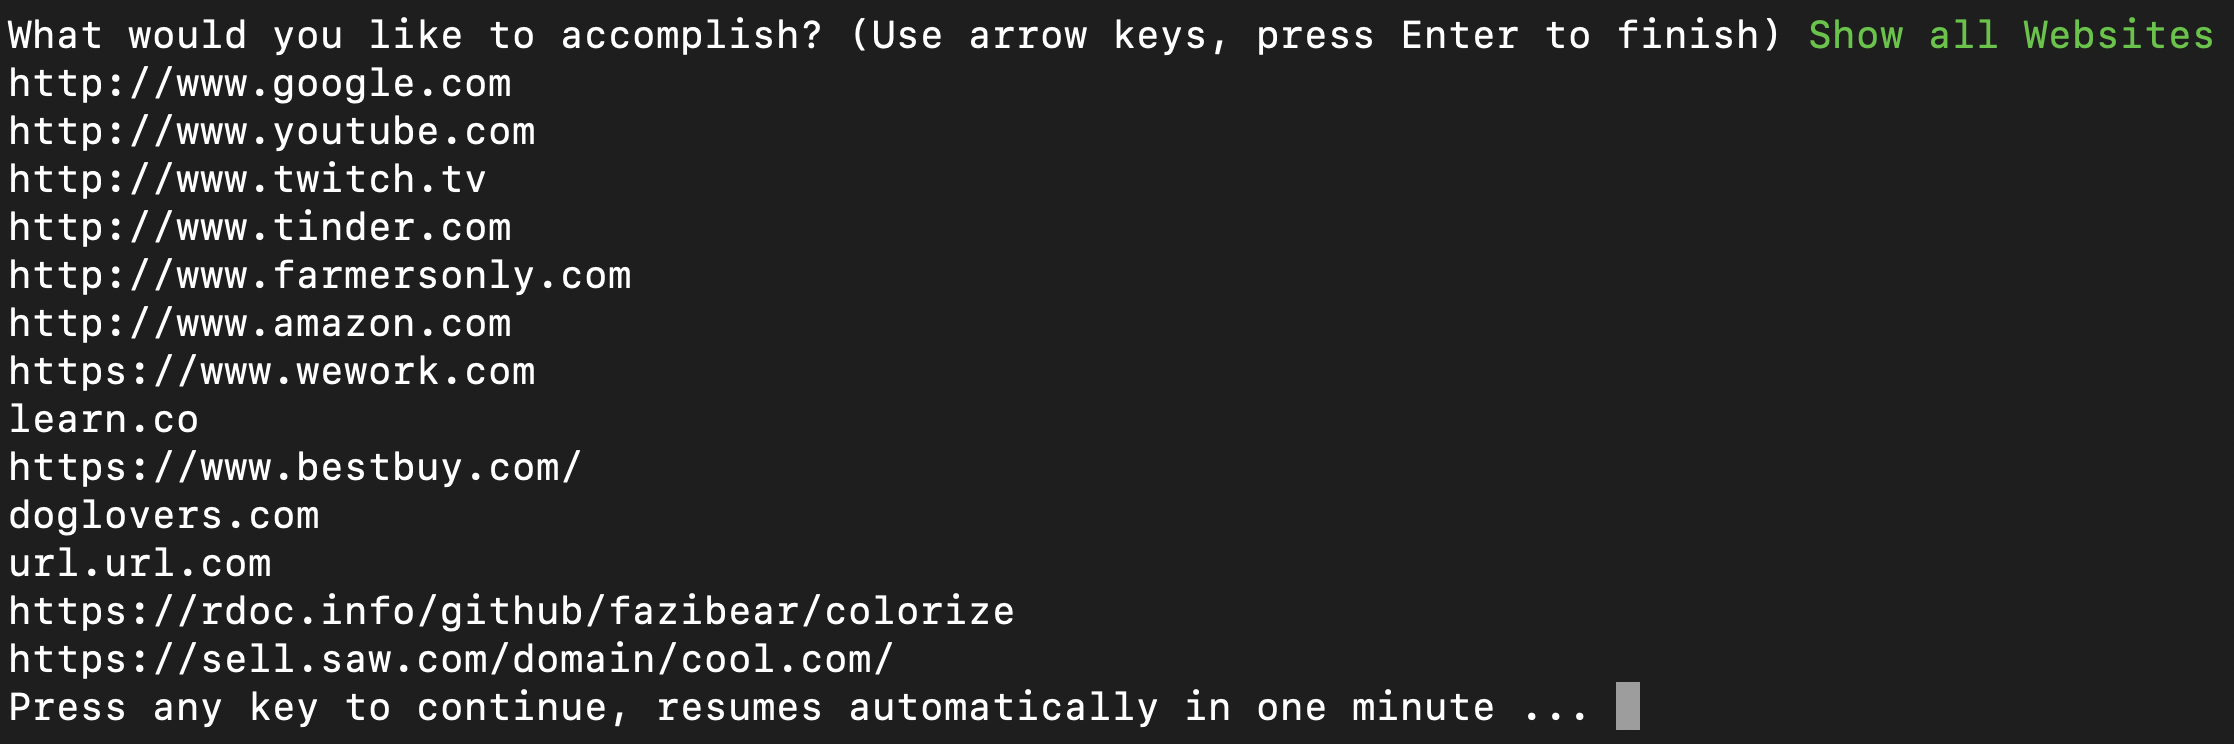 What would you like to accomplish? (Use arrow keys, press Enter to finish) Show all Websites
http://www.google.com
http://www.youtube.com
http://www.twitch.tv
http://www.tinder.com
http://www.farmersonly.com
http://www.amazon.com
https://www.wework.com
learn.co
https://www.bestbuy.com/
doglovers.com
url.url.com
https://rdoc.info/github/fazibear/colorize
https://sell.saw.com/domain/cool.com/
Press any key to continue, resumes automatically in one minute ...